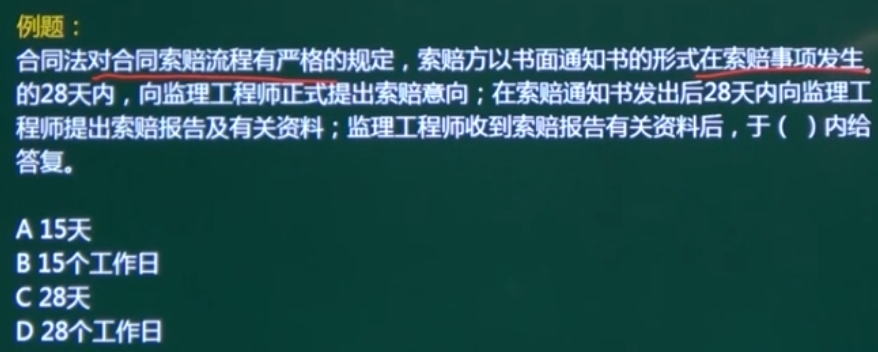 例题：
合同法对合同索赔流程有严格的规定，索赔方以书面通知书的形式在索赔事项发生
的28天内，向监理工程师正式提出索赔意向；在索赔通知书发出后28天内向监理工
程师提出索赔报告及有关资料；监理工程师收到索赔报告有关资料后，于（ ）内给
答复。
A 15天
B 15个工作日
C 28天
D 28个工作日